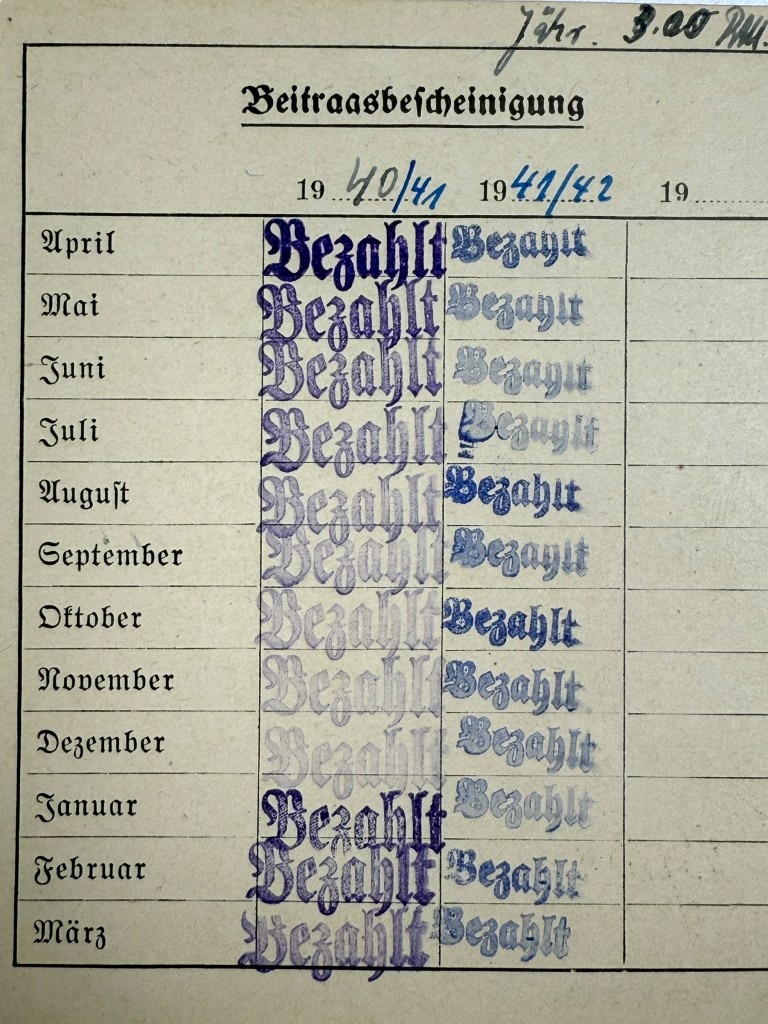 Jähr. 3.00 RM.
Beitragsbescheinigung
19 40/41 19 41/42 19
April Bezahlt Bezahlt
Mai Bezahlt Bezahlt
Juni Bezahlt Bezahlt
Juli Bezahlt Bezahlt
August Bezahlt Bezahlt
September Bezahlt Bezahlt
Oktober Bezahlt Bezahlt
November Bezahlt Bezahlt
Dezember Bezahlt Bezahlt
Januar Bezahlt Bezahlt
Februar Bezahlt Bezahlt
März Bezahlt Bezahlt